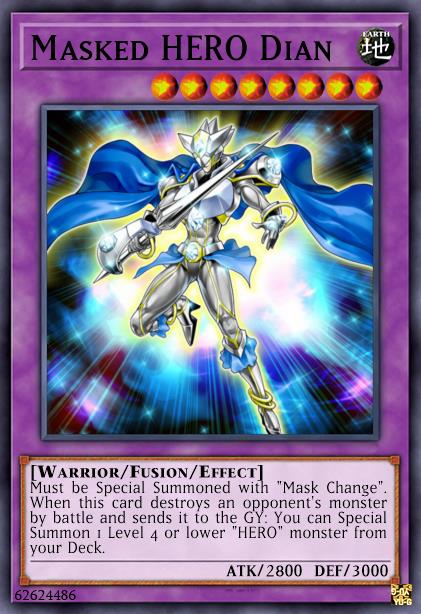 Masked HERO Dian
EARTH
地
[Warrior/Fusion/Effect]
Must be Special Summoned with "Mask Change".
When this card destroys an opponent's monster
by battle and sends it to the GY: You can Special
Summon 1 Level 4 or lower "HERO" monster from
your Deck.
ATK/2800 DEF/3000
62624486